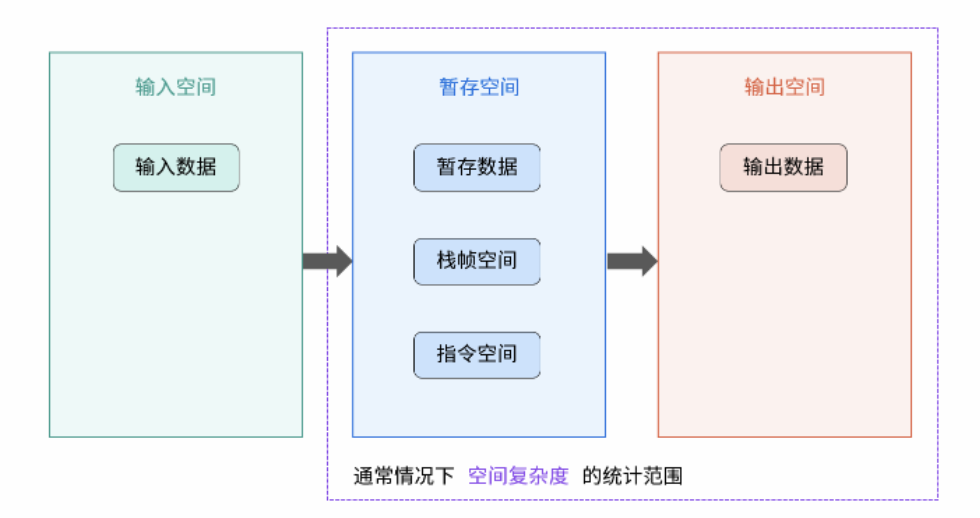 输入空间
输入数据
暂存空间
暂存数据
栈帧空间
指令空间
输出空间
输出数据
通常情况下 空间复杂度 的统计范围